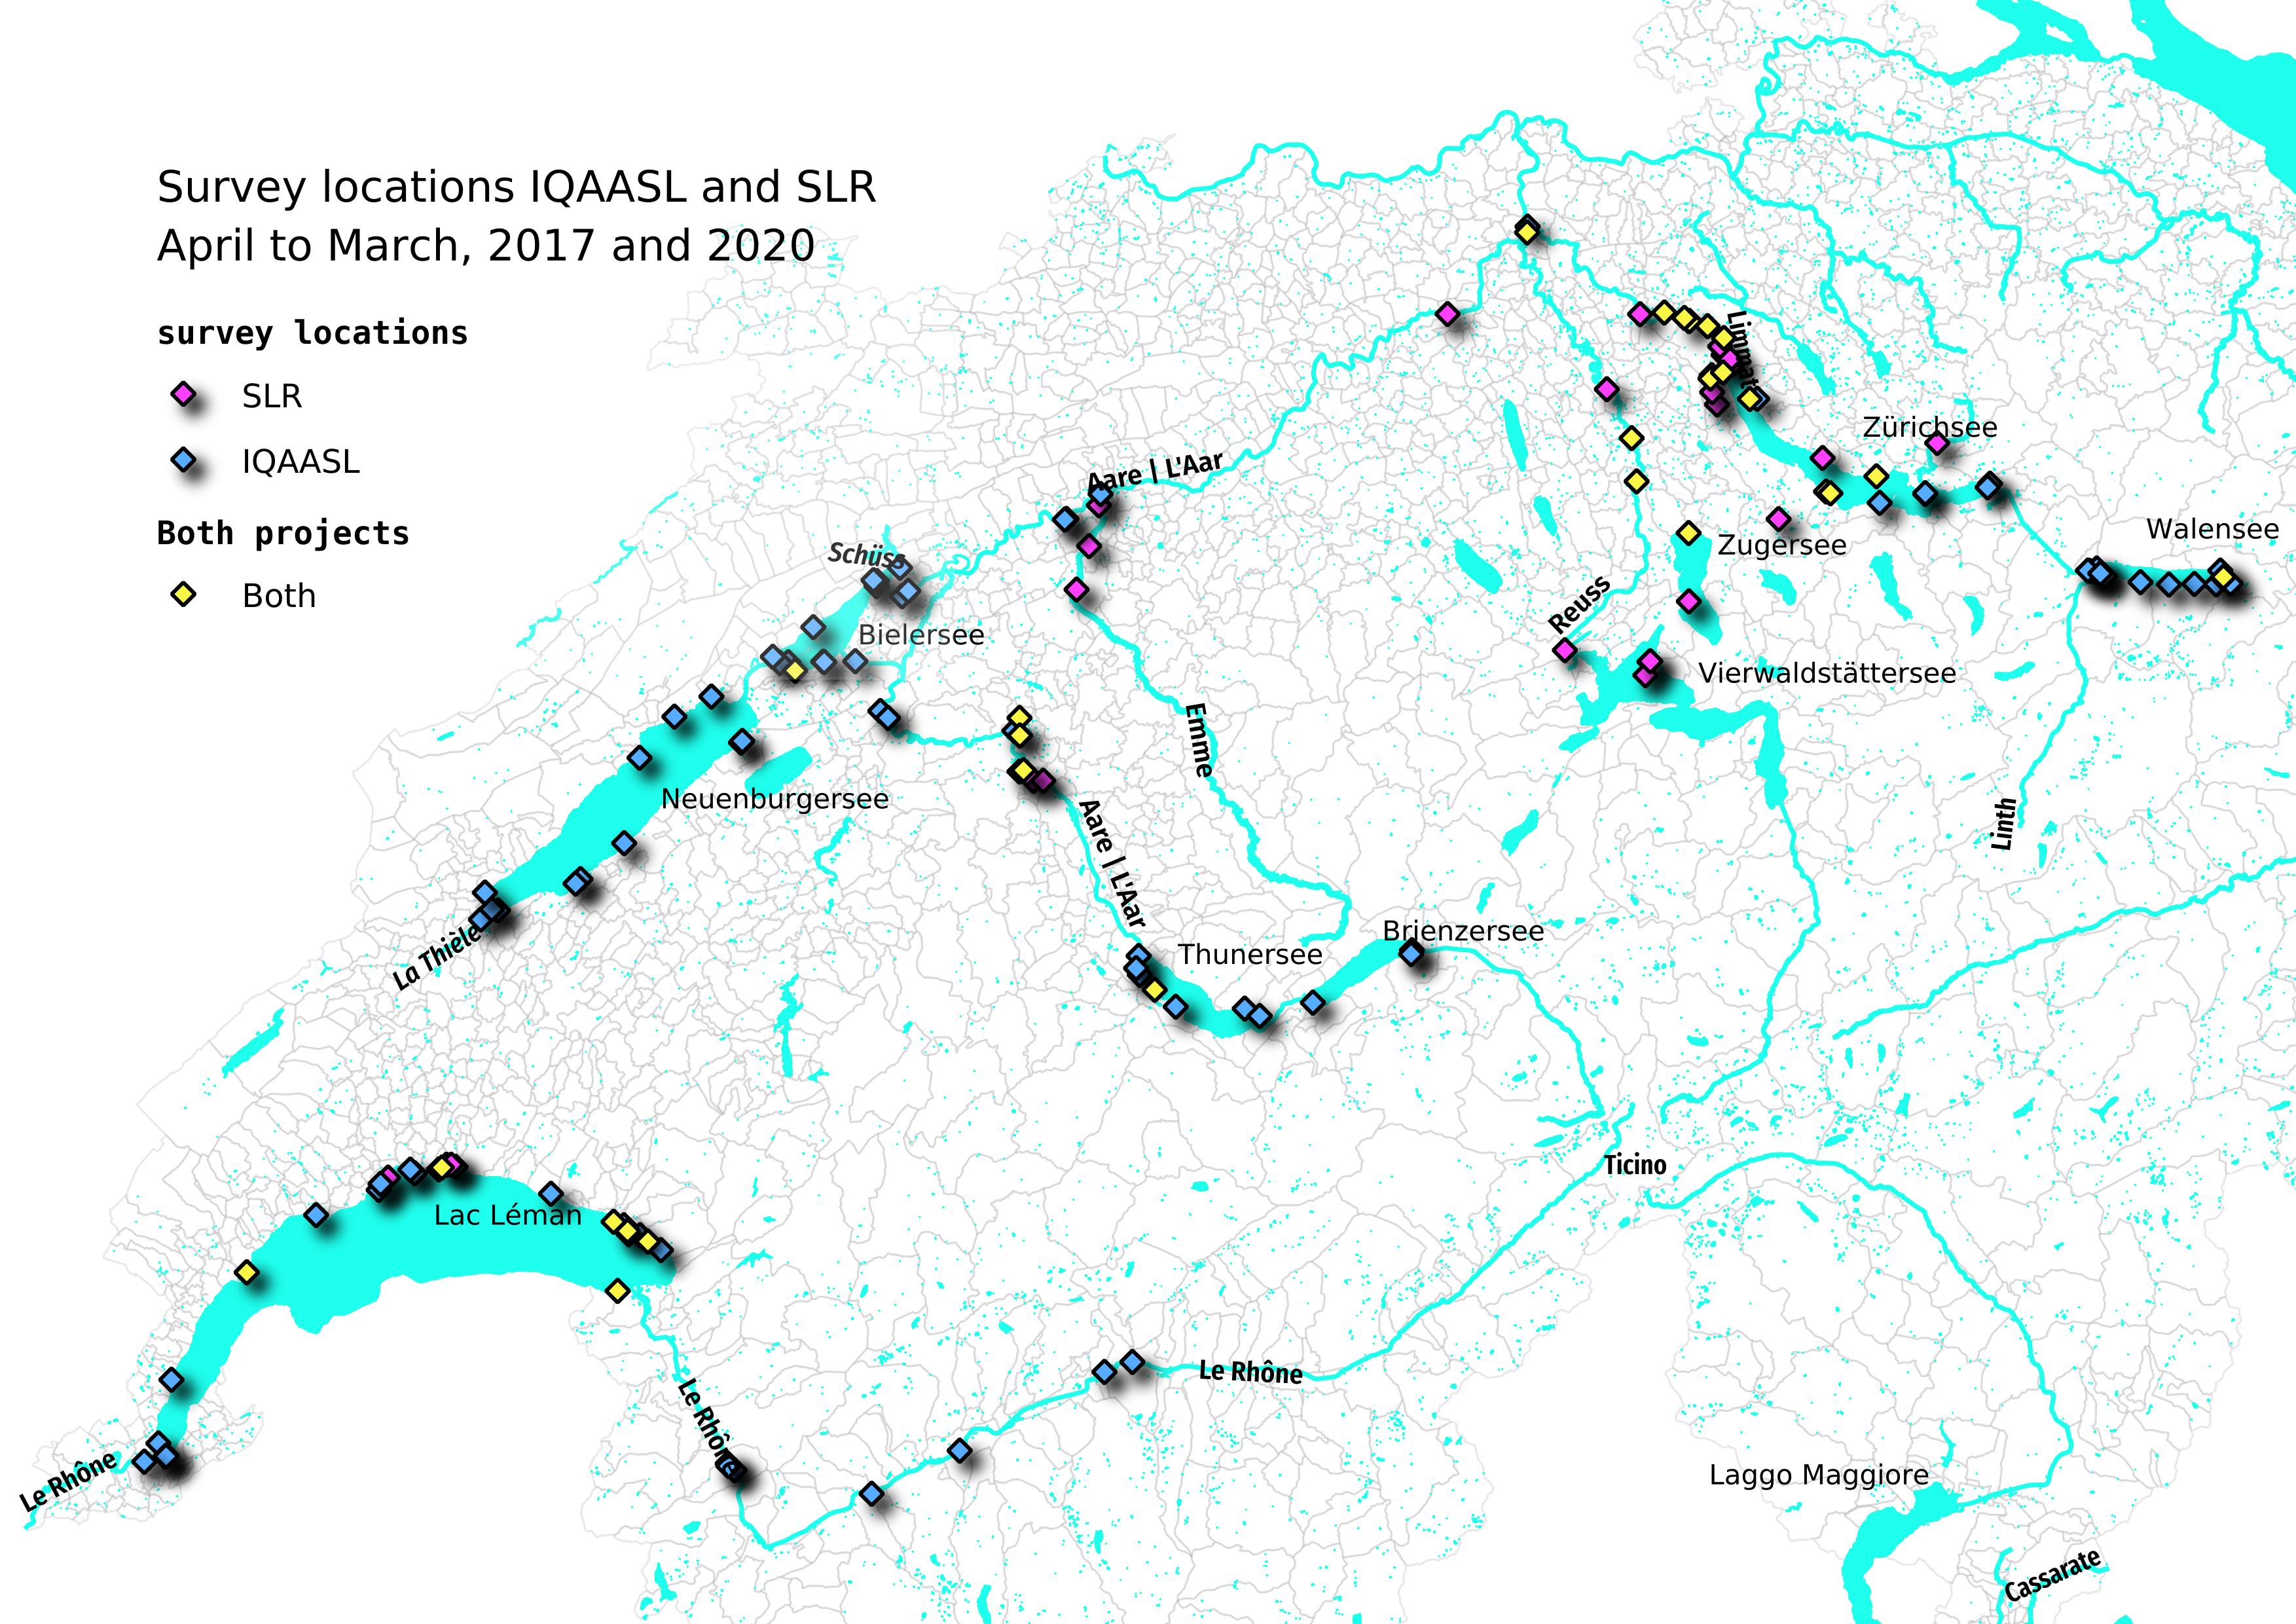 Survey locations IQAASL and SLR
April to March, 2017 and 2020
survey locations
SLR
IQAASL
Both projects
Both
Limmat
Zürichsee
Aare | L'Aar
Walensee
Schüss
Zugersee
Reuss
Bielersee
Vierwaldstättersee
Emme
Neuenburgersee
Linth
Aare | L'Aar
La Thièle
Brienzersee
Thunersee
Ticino
Lac Léman
Le Rhône
Le Rhône
Le Rhône
Laggo Maggiore
Cassarate